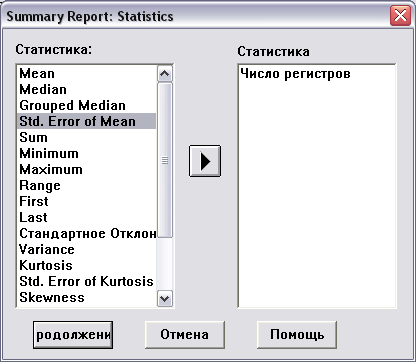 Summary Report: Statistics
Статистика:
Mean
Median
Grouped Median
Std. Error of Mean
Sum
Minimum
Maximum
Range
First
Last
Стандартное Отклон
Variance
Kurtosis
Std. Error of Kurtosis
Skewness
Статистика
Число регистров
родолжени
Отмена
Помощь